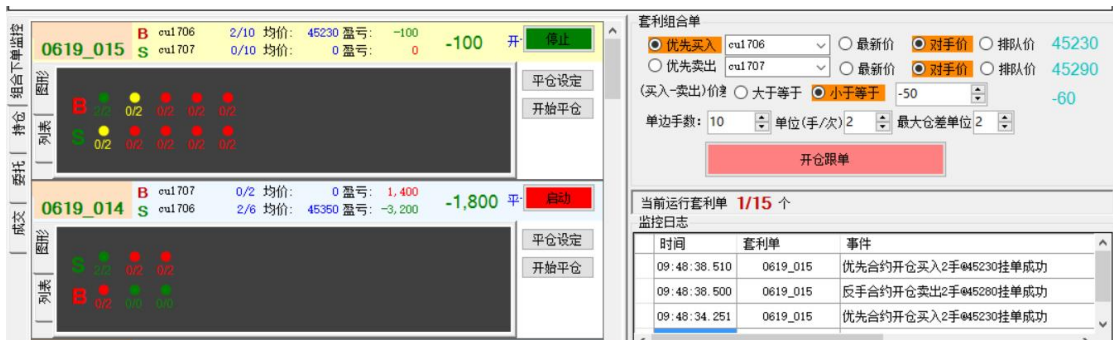 组合下单监控
持仓
委托
成交
0619_015
B cu1706 2/10 均价: 45230 盈亏: -100
S cu1707 0/10 均价: 0 盈亏: 0
-100
开-
停止
图形
列表
B 2/2 0/2 0/2 0/2 0/2
S 0/2 0/2 0/2 0/2 0/2
平仓设定
开始平仓
0619_014
B cu1707 0/2 均价: 0 盈亏: 1,400
S cu1706 2/6 均价: 45350 盈亏: -3,200
-1,800
平-
启动
图形
列表
S 2/2 0/2 0/2
B 0/2 0/0 0/0
平仓设定
开始平仓
套利组合单
优先买入 cu1706 最新价 对手价 排队价 45230
优先卖出 cu1707 最新价 对手价 排队价 45290
(买入-卖出)价差 大于等于 小于等于 -50 -60
单边手数: 10 单位(手/次) 2 最大仓差单位 2
开仓跟单
当前运行套利单 1/15 个
监控日志
时间 套利单 事件
09:48:38.510 0619_015 优先合约开仓买入2手@45230挂单成功
09:48:38.500 0619_015 反手合约开仓卖出2手@45280挂单成功
09:48:34.251 0619_015 优先合约开仓买入2手@45230挂单成功